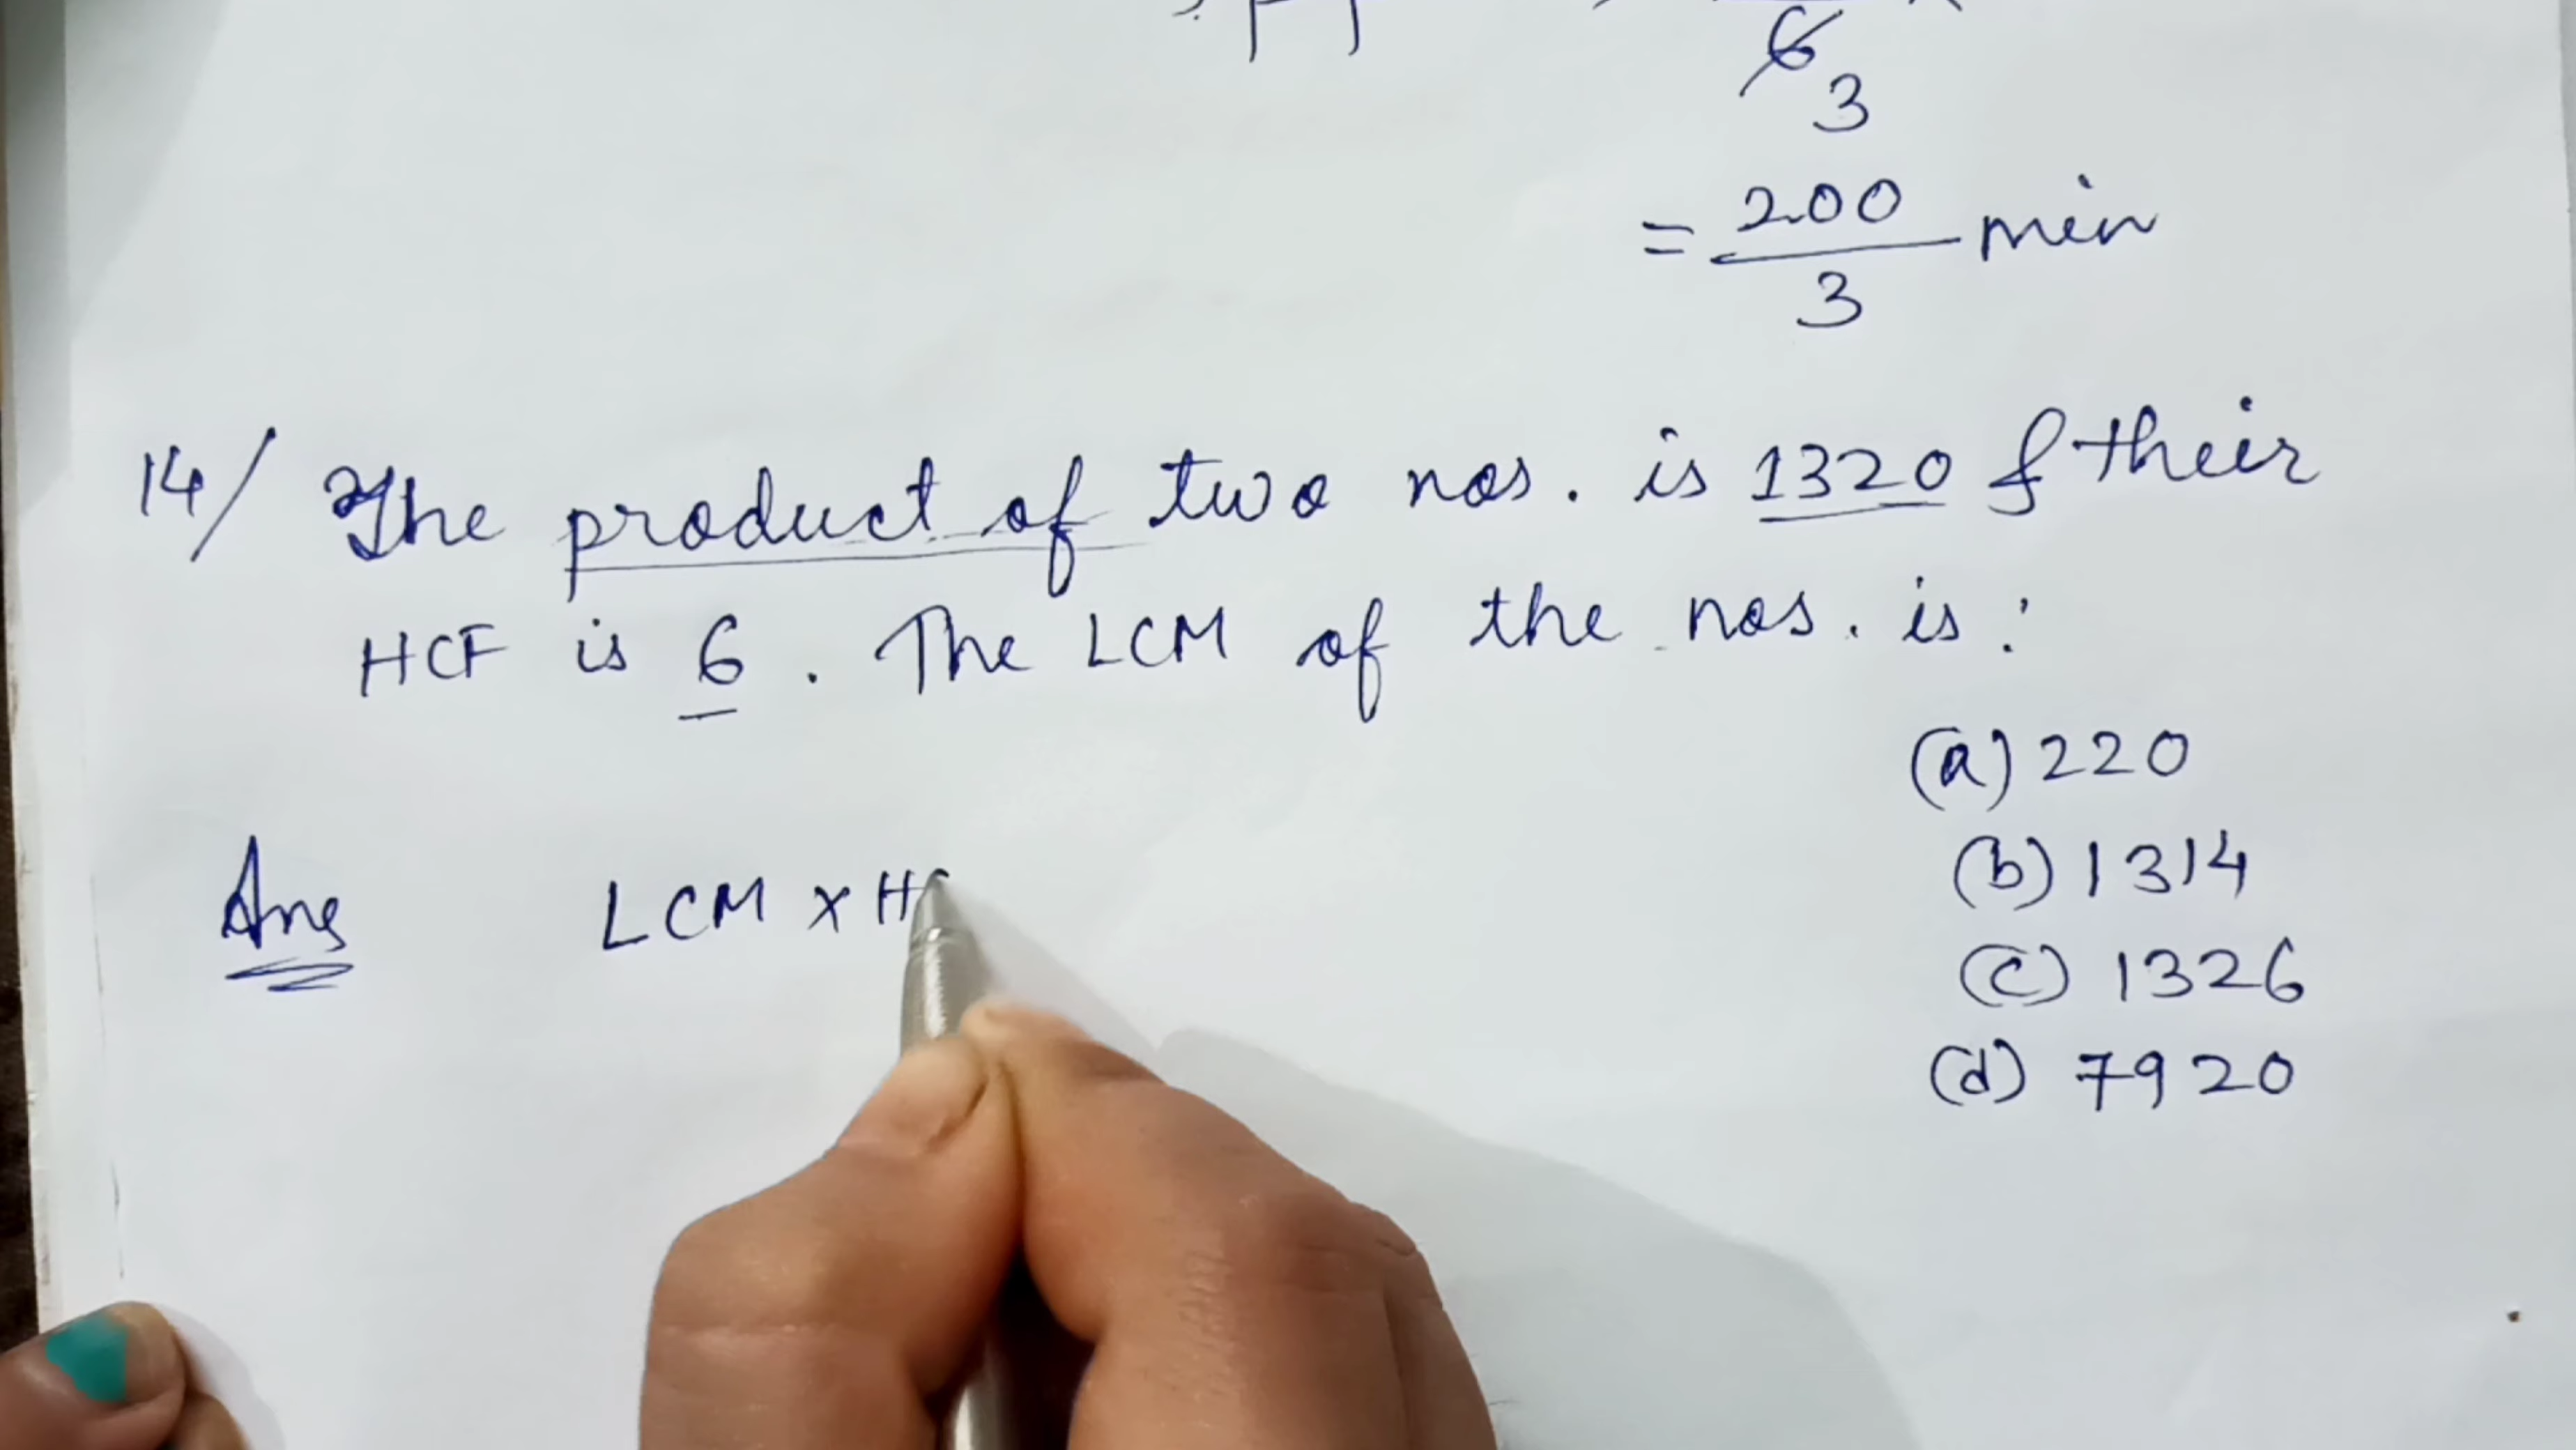 6
3
= 200/3 min
14/ The product of two nos. is 1320 & their
HCF is 6. The LCM of the nos. is:
(a) 220
(b) 1314
(c) 1326
(d) 7920
Ans LCM × H